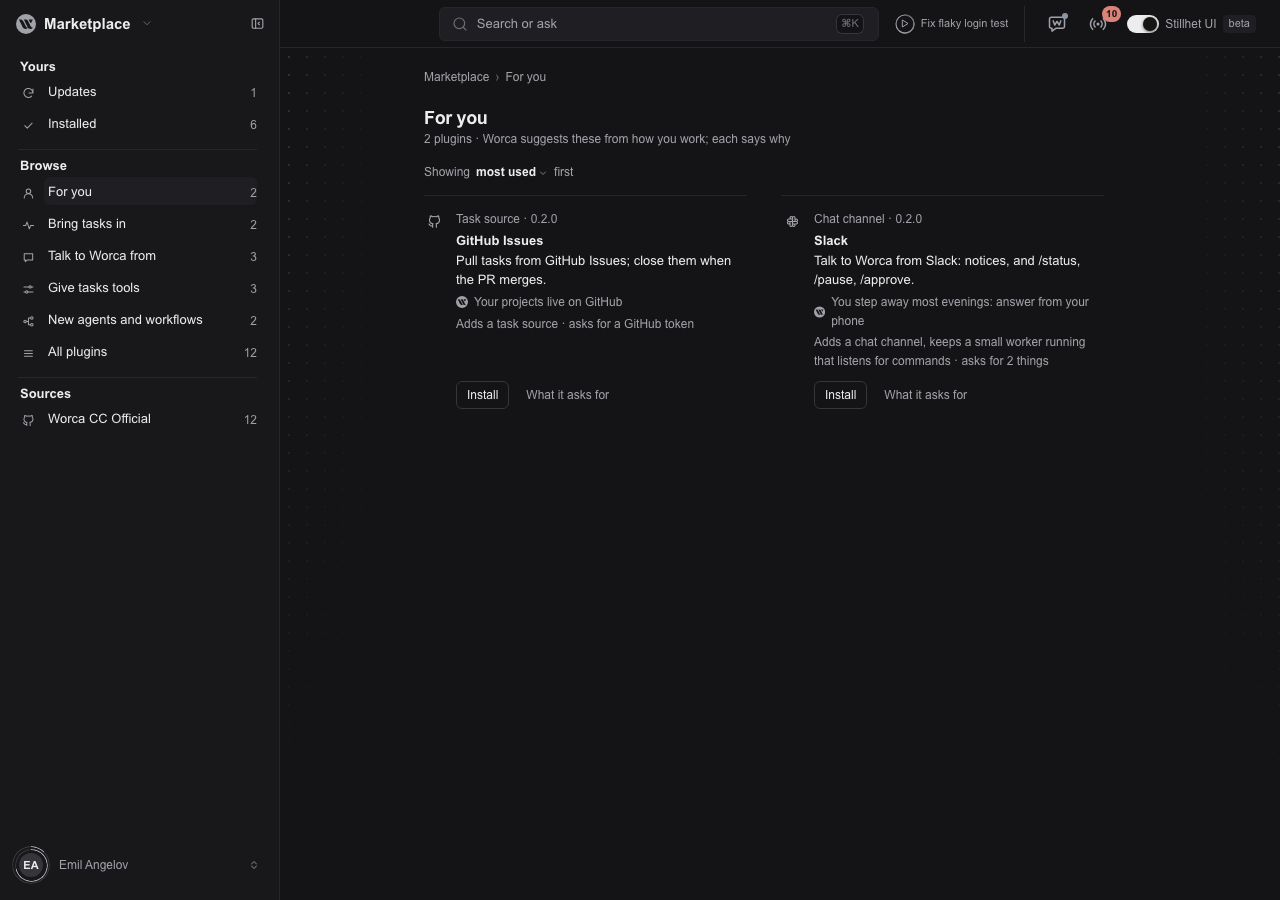 Marketplace
Search or ask
⌘K
Fix flaky login test
10
Stillhet UI
beta
Yours
Updates 1
Installed 6
Browse
For you 2
Bring tasks in 2
Talk to Worca from 3
Give tasks tools 3
New agents and workflows 2
All plugins 12
Sources
Worca CC Official 12
EA
Emil Angelov
Marketplace › For you
For you
2 plugins · Worca suggests these from how you work; each says why
Showing most used first
Task source · 0.2.0
GitHub Issues
Pull tasks from GitHub Issues; close them when
the PR merges.
Your projects live on GitHub
Adds a task source · asks for a GitHub token
Install
What it asks for
Chat channel · 0.2.0
Slack
Talk to Worca from Slack: notices, and /status,
/pause, /approve.
You step away most evenings: answer from your
phone
Adds a chat channel, keeps a small worker running
that listens for commands · asks for 2 things
Install
What it asks for